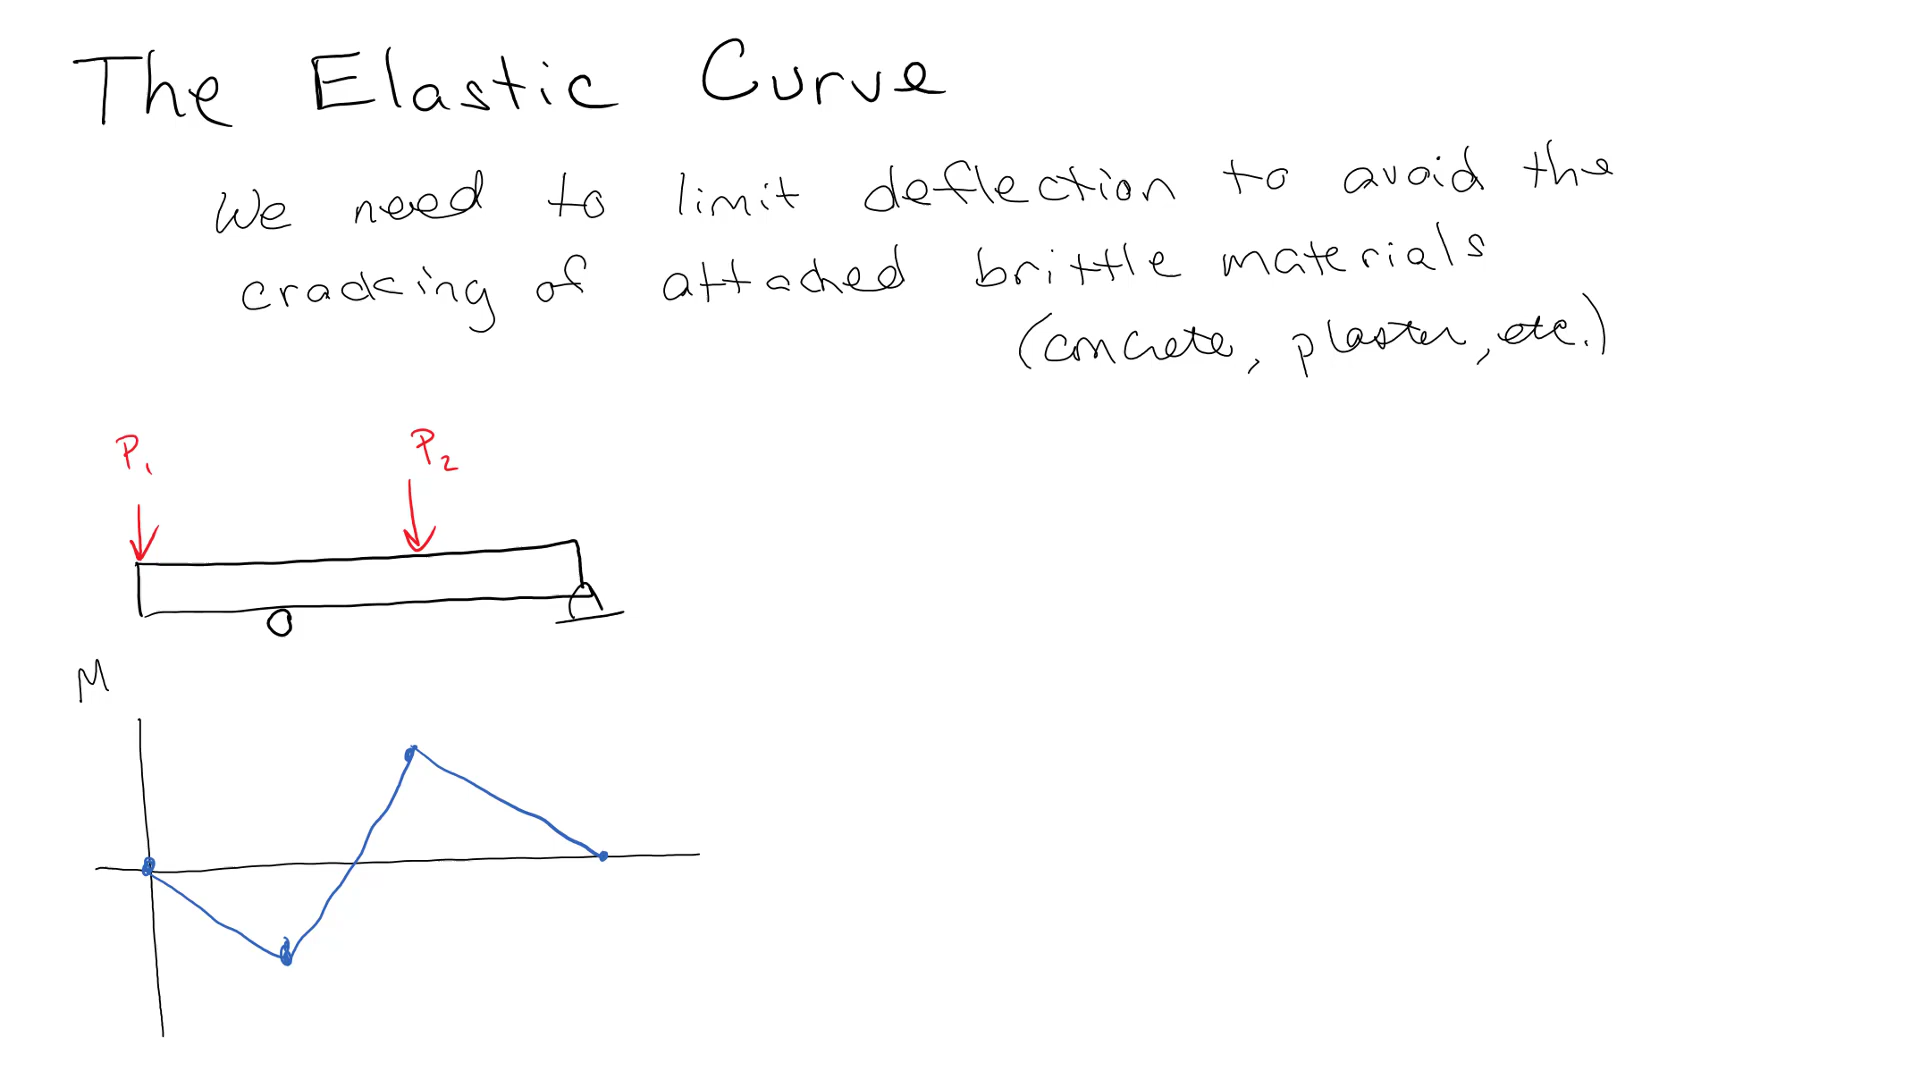 The Elastic Curve
We need to limit deflection to avoid the
cracking of attached brittle materials
(concrete, plaster, etc.)
P1 P2
M